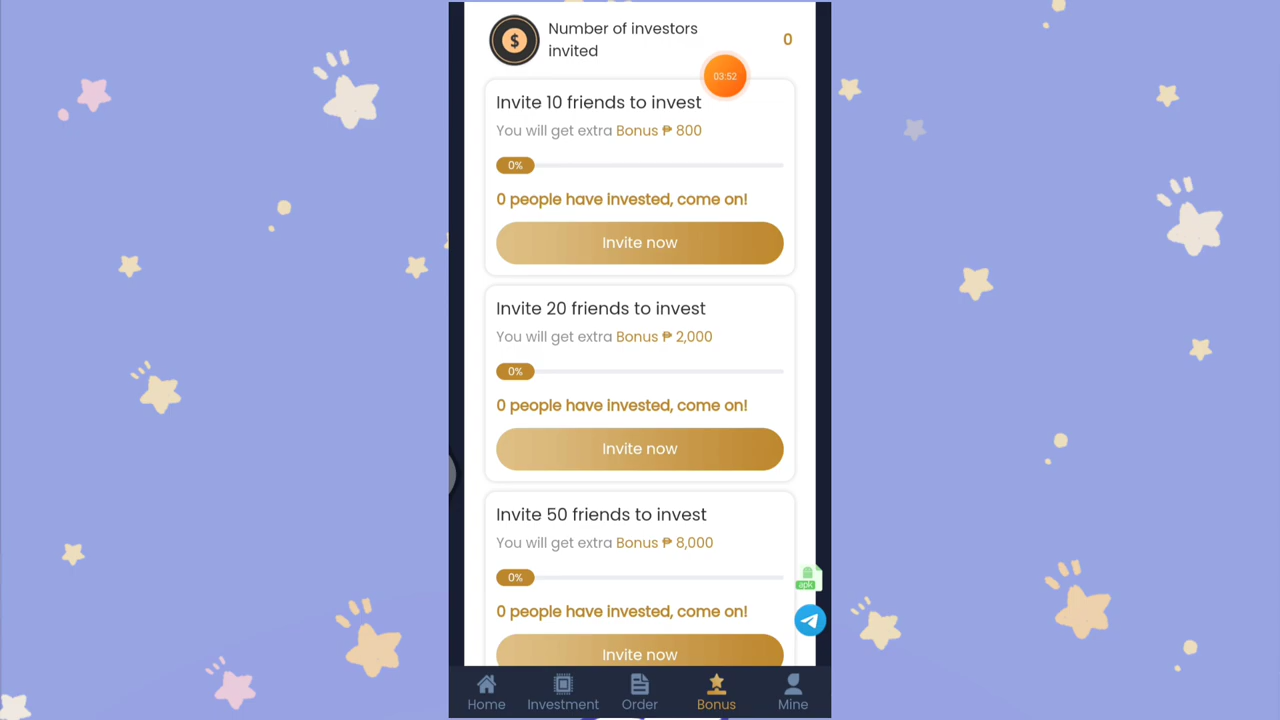 Number of investors
invited
0
$
03:52
Invite 10 friends to invest
You will get extra Bonus ₱ 800
0%
0 people have invested, come on!
Invite now
Invite 20 friends to invest
You will get extra Bonus ₱ 2,000
0%
0 people have invested, come on!
Invite now
Invite 50 friends to invest
You will get extra Bonus ₱ 8,000
0%
0 people have invested, come on!
Invite now
apk
Home
Investment
Order
Bonus
Mine